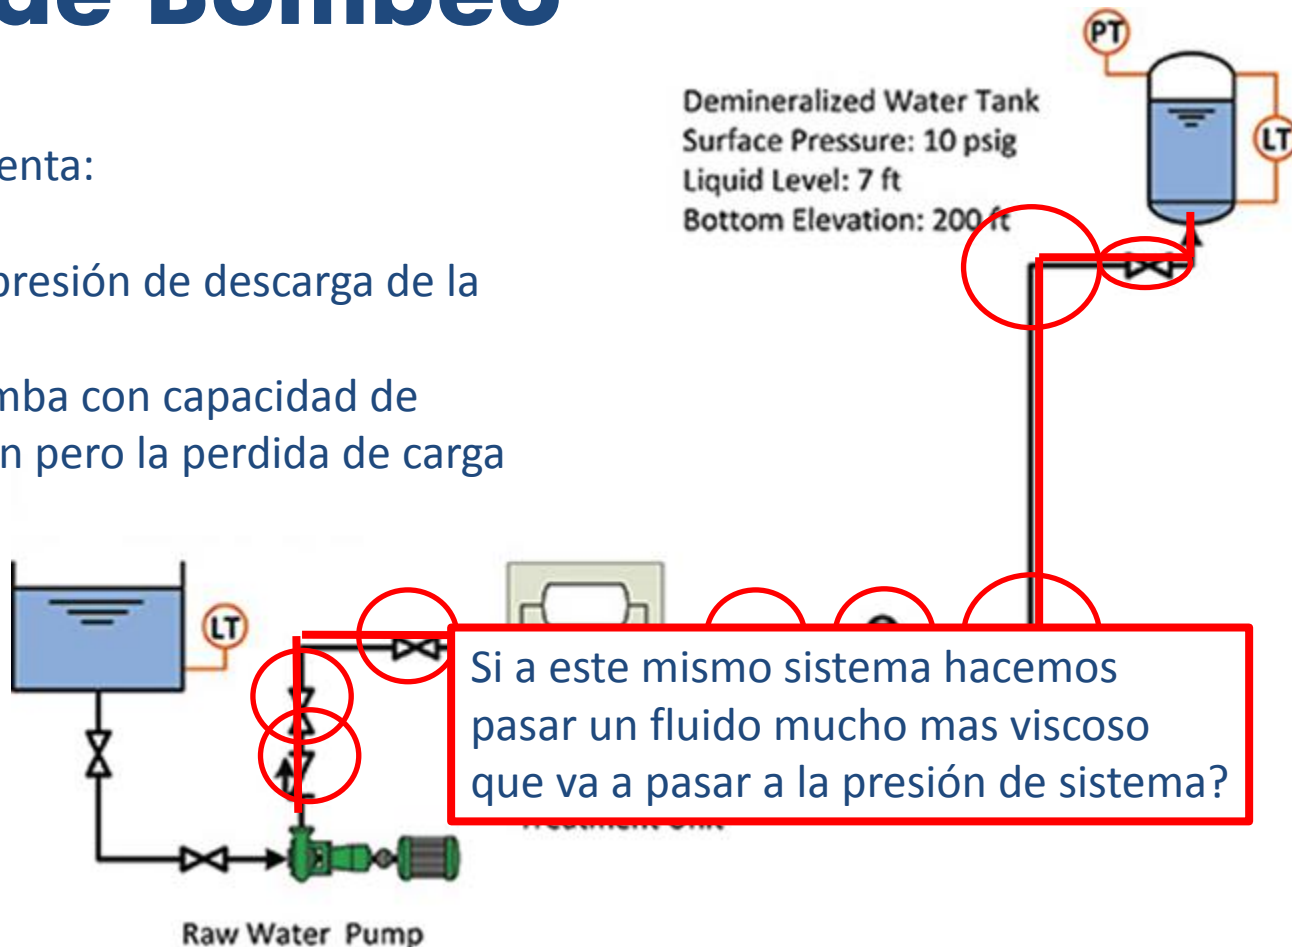 de Bombeo
PT
Demineralized Water Tank
Surface Pressure: 10 psig
Liquid Level: 7 ft
Bottom Elevation: 200 ft
LT
enta:
presión de descarga de la
mba con capacidad de
n pero la perdida de carga
LT
Si a este mismo sistema hacemos
pasar un fluido mucho mas viscoso
que va a pasar a la presión de sistema?
Raw Water Pump